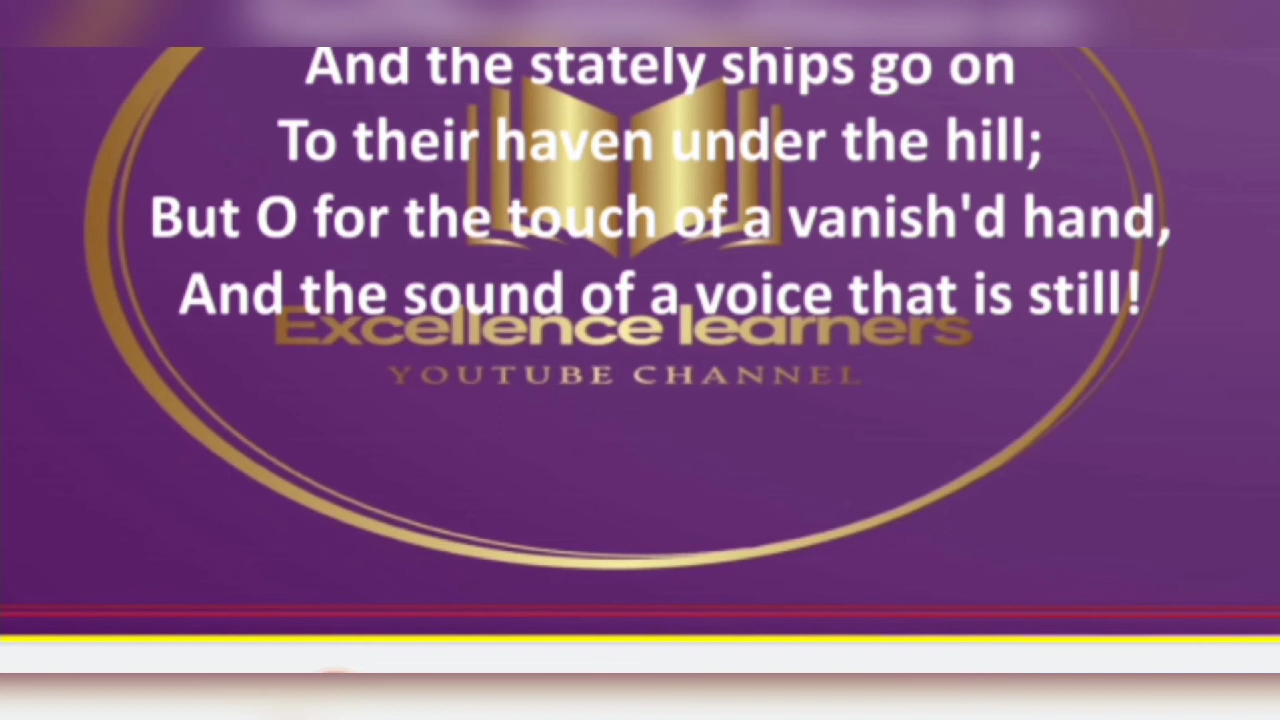 And the stately ships go on
To their haven under the hill;
But O for the touch of a vanish'd hand,
And the sound of a voice that is still!
Excellence learners
YOUTUBE CHANNEL